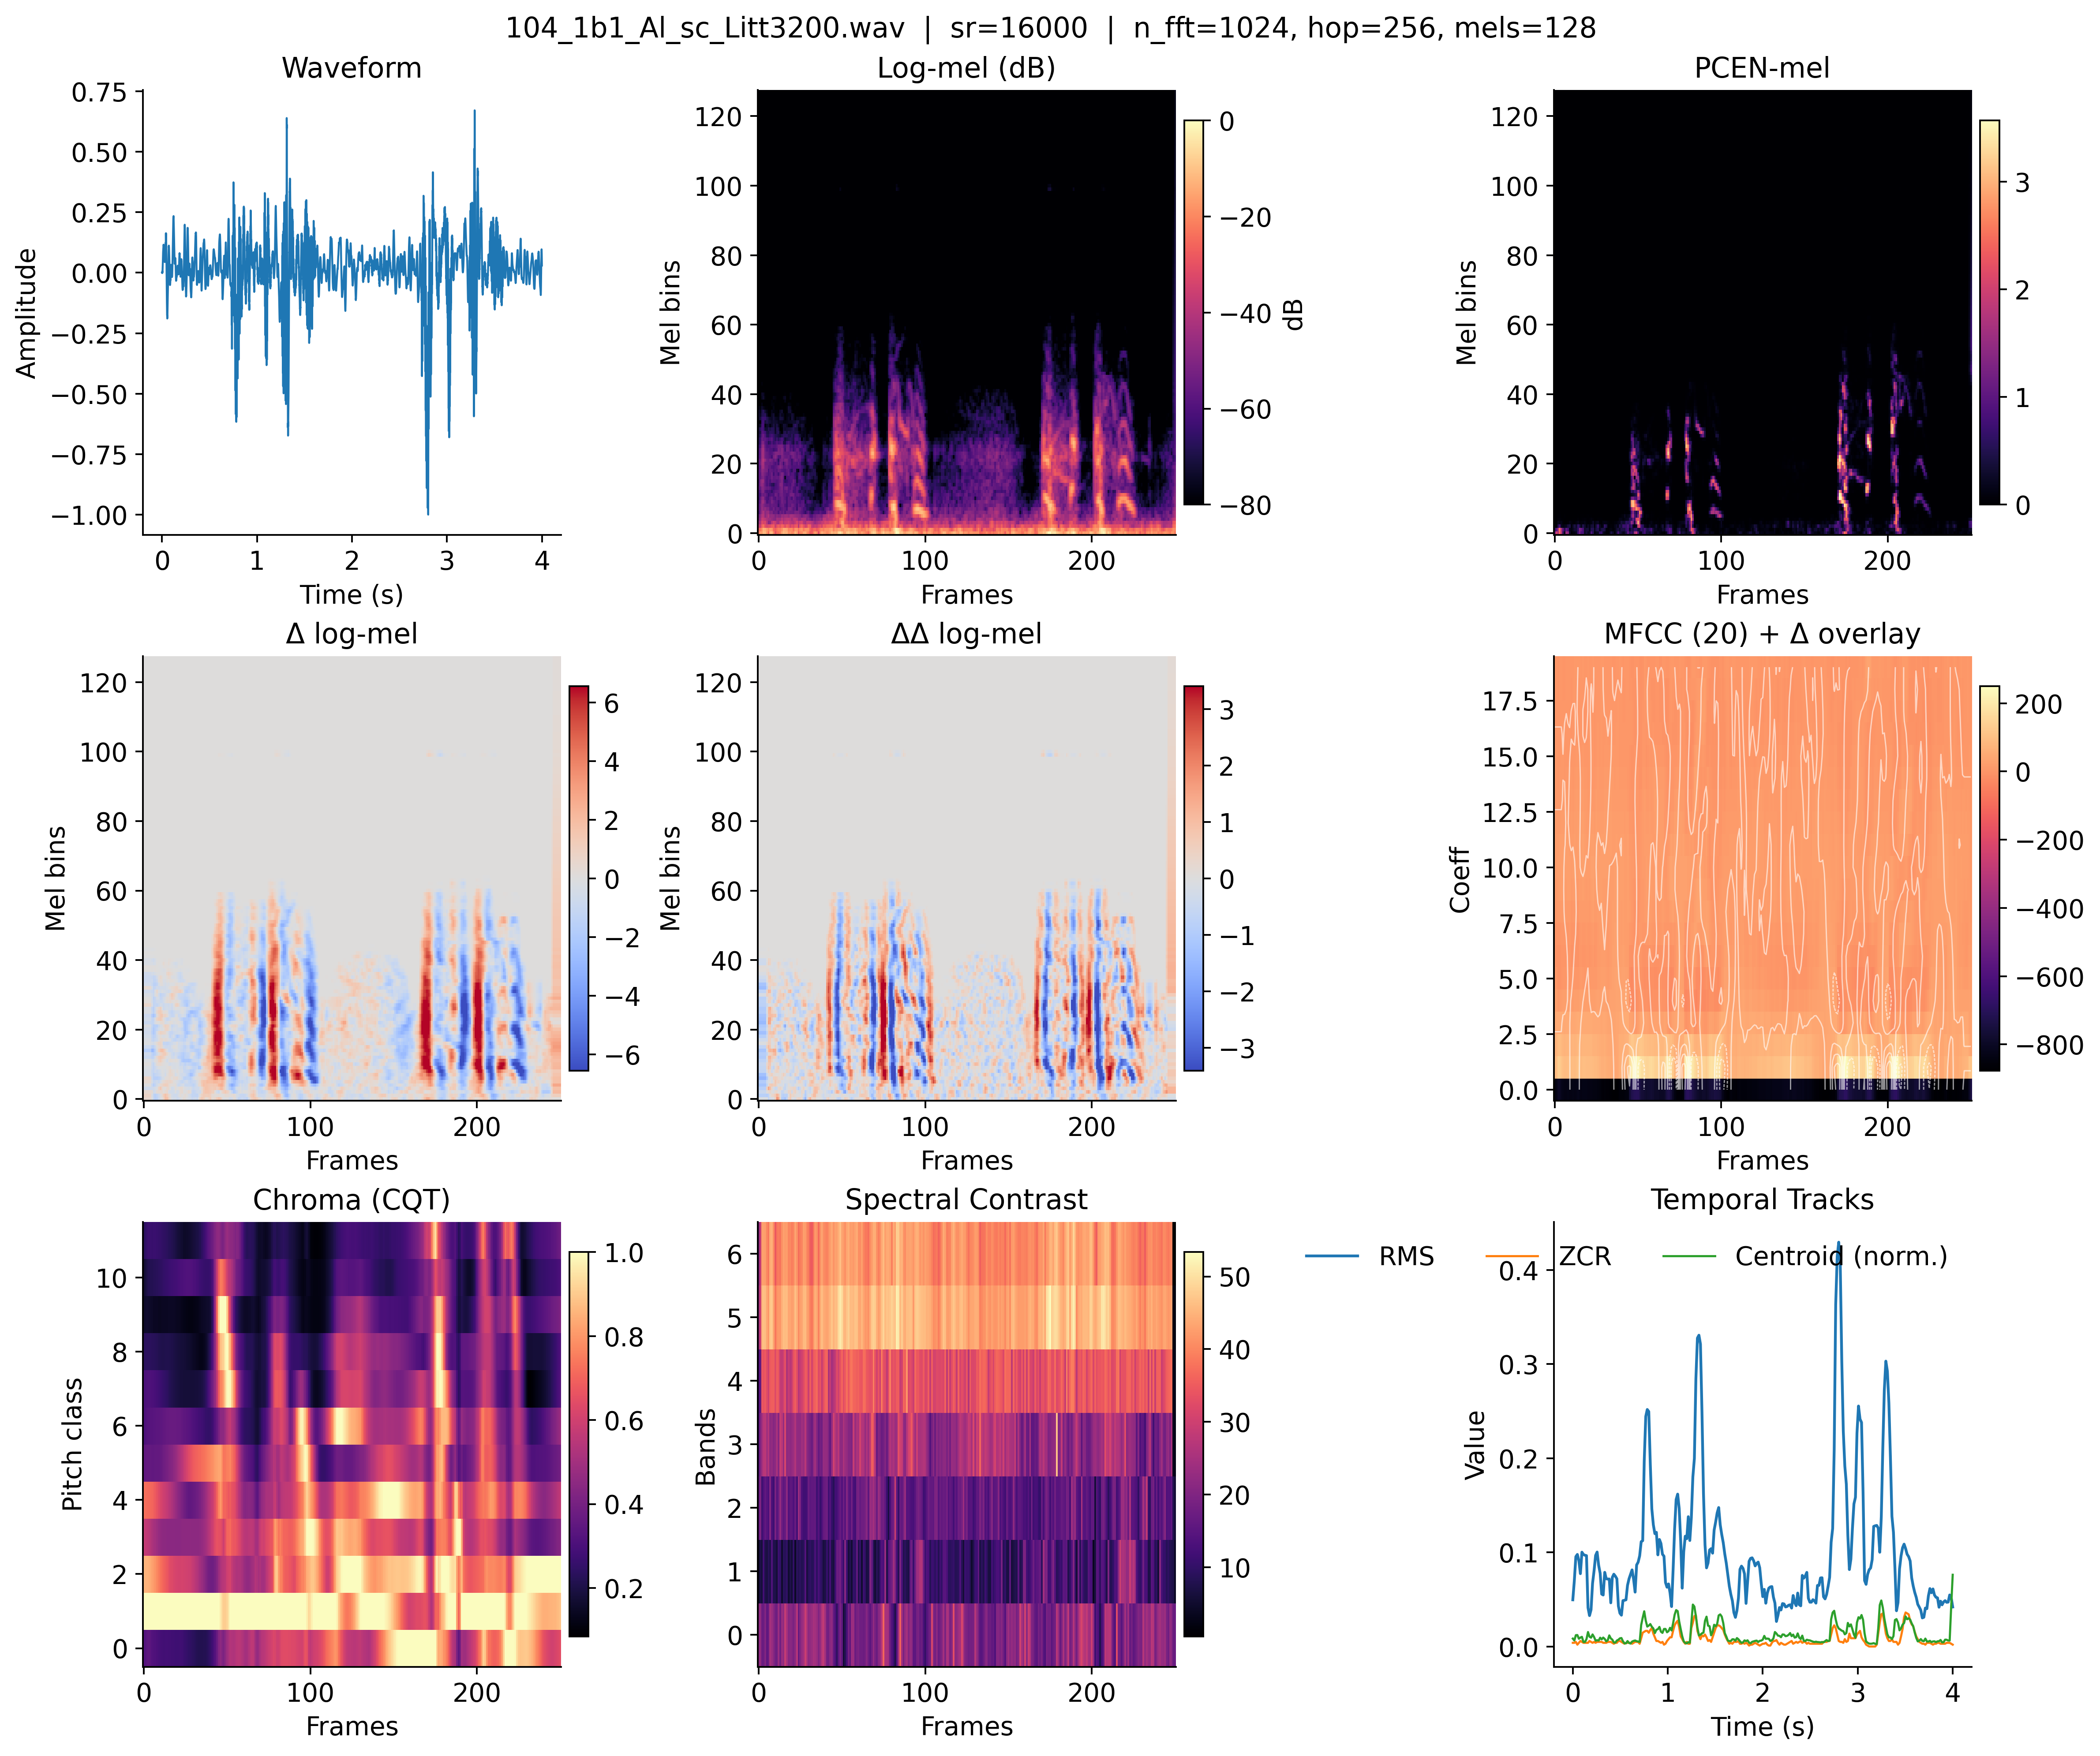 104_1b1_Al_sc_Litt3200.wav | sr=16000 | n_fft=1024, hop=256, mels=128
Waveform
0.75
0.50
0.25
0.00
−0.25
−0.50
−0.75
−1.00
Amplitude
0 1 2 3 4
Time (s)
Log-mel (dB)
120
100
80
60
40
20
0
Mel bins
0 100 200
Frames
0
−20
−40
−60
−80
dB
PCEN-mel
120
100
80
60
40
20
0
Mel bins
0 100 200
Frames
3
2
1
0
Δ log-mel
120
100
80
60
40
20
0
Mel bins
0 100 200
Frames
6
4
2
0
−2
−4
−6
ΔΔ log-mel
120
100
80
60
40
20
0
Mel bins
0 100 200
Frames
3
2
1
0
−1
−2
−3
MFCC (20) + Δ overlay
17.5
15.0
12.5
10.0
7.5
5.0
2.5
0.0
Coeff
0 100 200
Frames
200
0
−200
−400
−600
−800
Chroma (CQT)
10
8
6
4
2
0
Pitch class
0 100 200
Frames
1.0
0.8
0.6
0.4
0.2
Spectral Contrast
6
5
4
3
2
1
0
Bands
0 100 200
Frames
50
40
30
20
10
Temporal Tracks
RMS ZCR Centroid (norm.)
0.4
0.3
0.2
0.1
0.0
Value
0 1 2 3 4
Time (s)